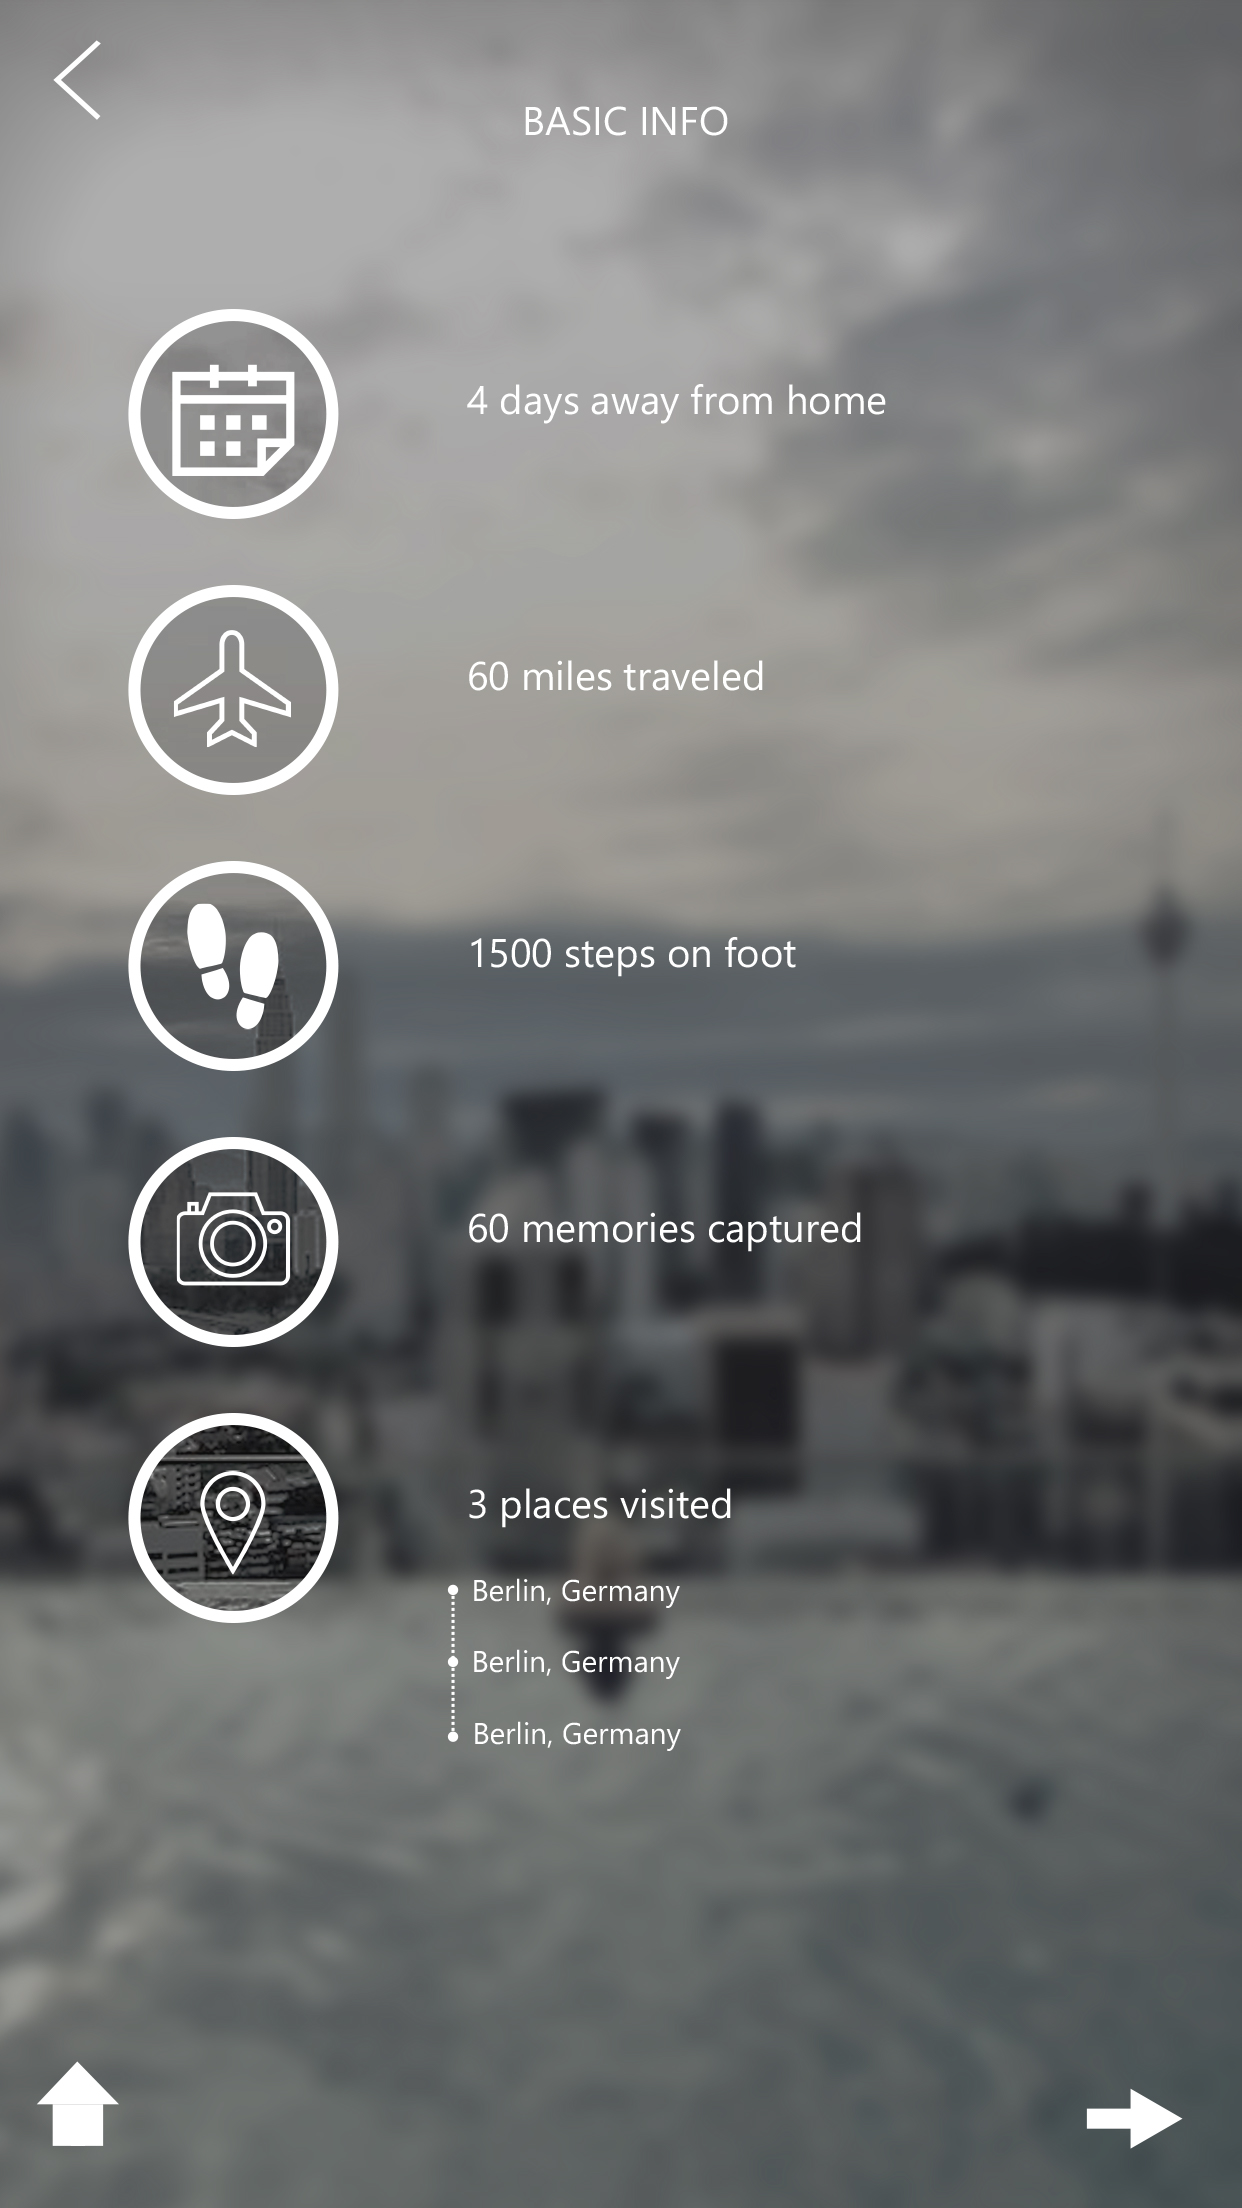 BASIC INFO
4 days away from home
60 miles traveled
1500 steps on foot
60 memories captured
3 places visited
Berlin, Germany
Berlin, Germany
Berlin, Germany